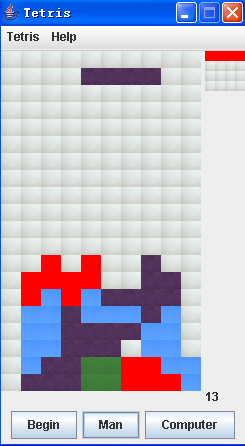 Tetris
Tetris Help
13
Begin Man Computer